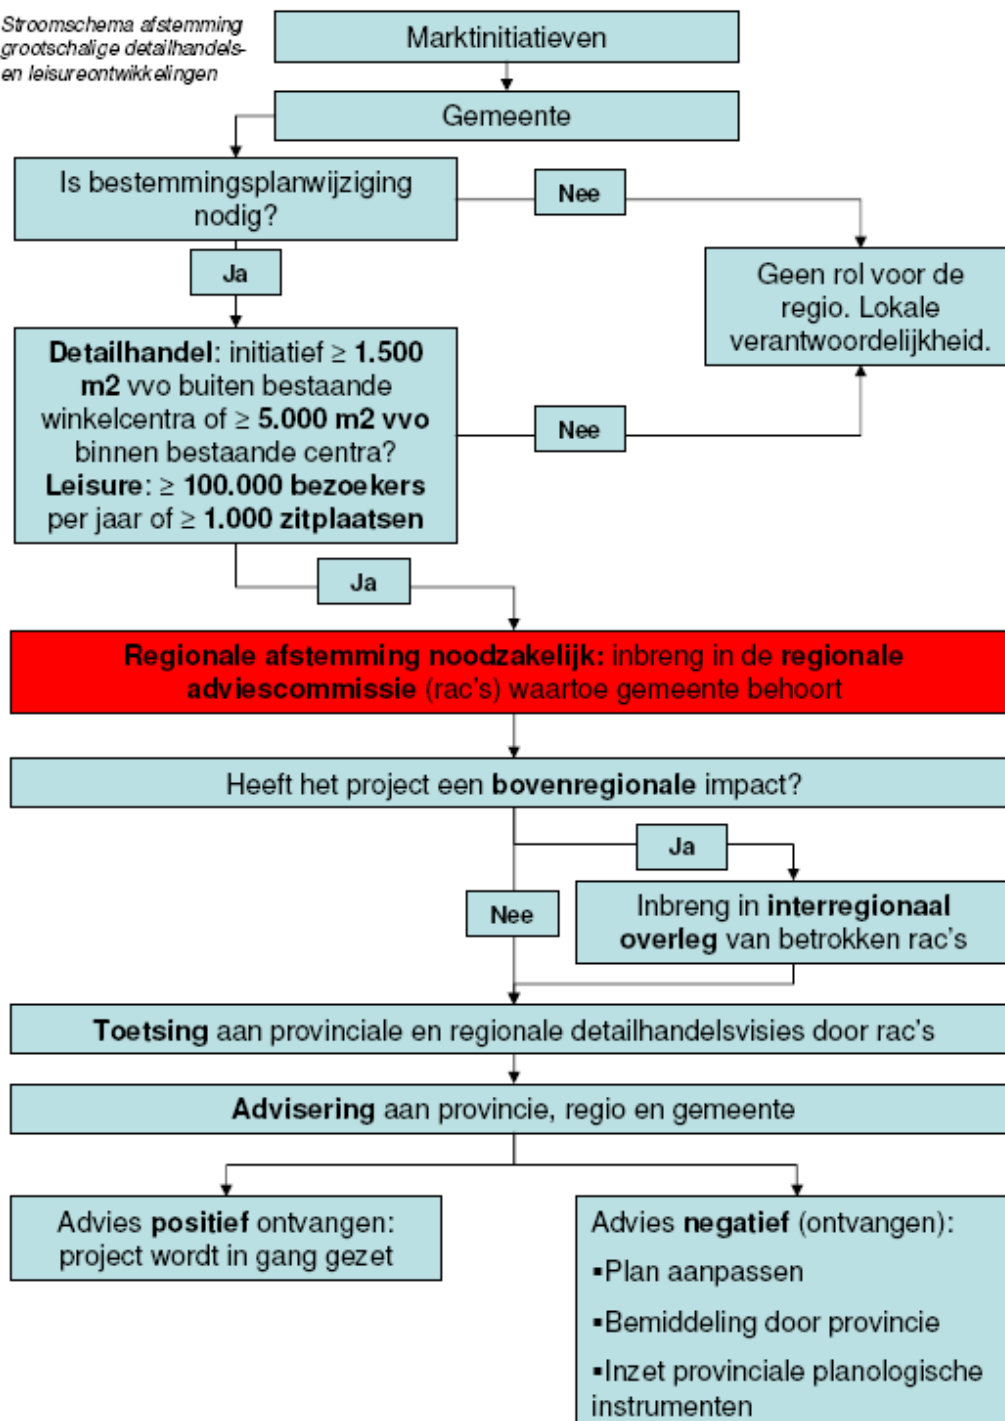 Stroomschema afstemming
grootschalige detailhandels-
en leisureontwikkelingen
Marktinitiatieven
Gemeente
Is bestemmingsplanwijziging
nodig?
Nee
Ja
Geen rol voor de
regio. Lokale
verantwoordelijkheid.
Detailhandel: initiatief ≥ 1.500
m2 vvo buiten bestaande
winkelcentra of ≥ 5.000 m2 vvo
binnen bestaande centra?
Leisure: ≥ 100.000 bezoekers
per jaar of ≥ 1.000 zitplaatsen
Nee
Ja
Regionale afstemming noodzakelijk: inbreng in de regionale
adviescommissie (rac's) waartoe gemeente behoort
Heeft het project een bovenregionale impact?
Ja
Nee
Inbreng in interregionaal
overleg van betrokken rac's
Toetsing aan provinciale en regionale detailhandelsvisies door rac's
Advisering aan provincie, regio en gemeente
Advies positief ontvangen:
project wordt in gang gezet
Advies negatief (ontvangen):
▪Plan aanpassen
▪Bemiddeling door provincie
▪Inzet provinciale planologische
instrumenten